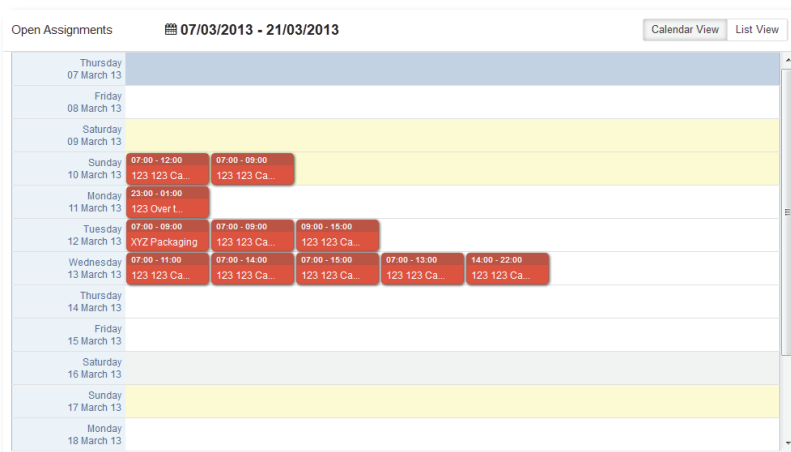 Open Assignments
07/03/2013 - 21/03/2013
Calendar View
List View
Thursday
07 March 13
Friday
08 March 13
Saturday
09 March 13
Sunday
10 March 13
07:00 - 12:00
123 123 Ca...
07:00 - 09:00
123 123 Ca...
Monday
11 March 13
23:00 - 01:00
123 Over t...
Tuesday
12 March 13
07:00 - 09:00
XYZ Packaging
07:00 - 09:00
123 123 Ca...
09:00 - 15:00
123 123 Ca...
Wednesday
13 March 13
07:00 - 11:00
123 123 Ca...
07:00 - 14:00
123 123 Ca...
07:00 - 15:00
123 123 Ca...
07:00 - 13:00
123 123 Ca...
14:00 - 22:00
123 123 Ca...
Thursday
14 March 13
Friday
15 March 13
Saturday
16 March 13
Sunday
17 March 13
Monday
18 March 13